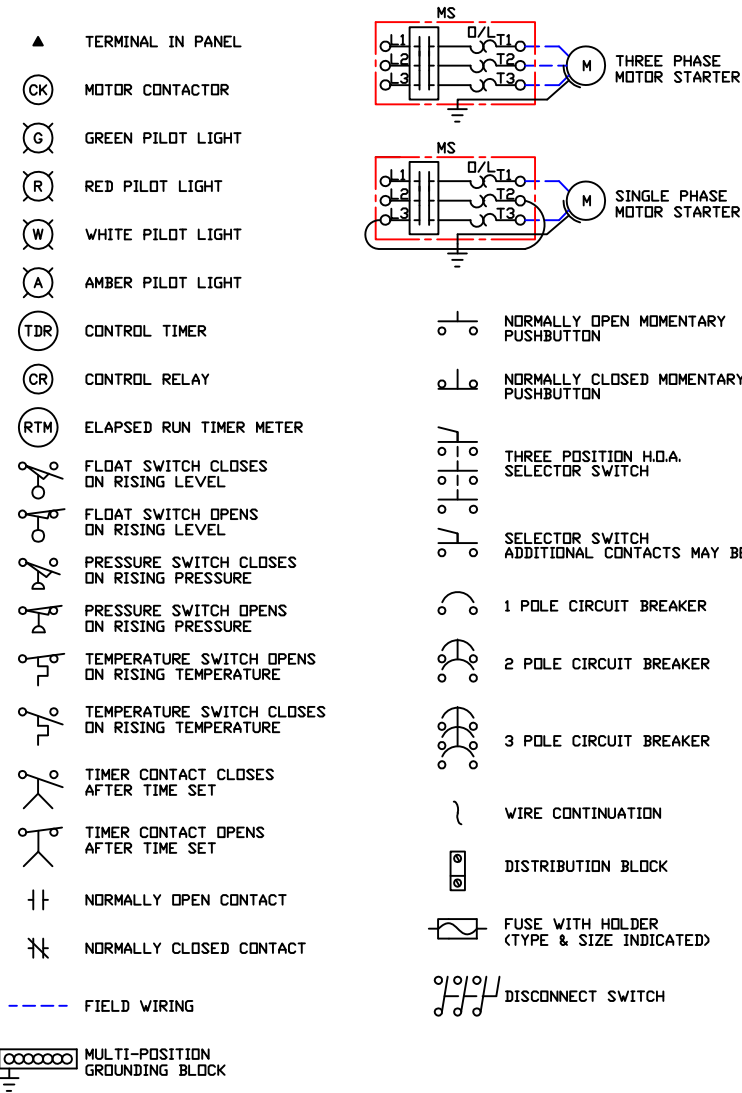 TERMINAL IN PANEL
CK
MOTOR CONTACTOR
G
GREEN PILOT LIGHT
R
RED PILOT LIGHT
W
WHITE PILOT LIGHT
A
AMBER PILOT LIGHT
TDR
CONTROL TIMER
CR
CONTROL RELAY
RTM
ELAPSED RUN TIMER METER
FLOAT SWITCH CLOSES
ON RISING LEVEL
FLOAT SWITCH OPENS
ON RISING LEVEL
PRESSURE SWITCH CLOSES
ON RISING PRESSURE
PRESSURE SWITCH OPENS
ON RISING PRESSURE
TEMPERATURE SWITCH OPENS
ON RISING TEMPERATURE
TEMPERATURE SWITCH CLOSES
ON RISING TEMPERATURE
TIMER CONTACT CLOSES
AFTER TIME SET
TIMER CONTACT OPENS
AFTER TIME SET
NORMALLY OPEN CONTACT
NORMALLY CLOSED CONTACT
FIELD WIRING
MULTI-POSITION
GROUNDING BLOCK
MS
O/L
L1
T1
L2
T2
L3
T3
M
THREE PHASE
MOTOR STARTER
MS
O/L
L1
T1
L2
T2
L3
T3
M
SINGLE PHASE
MOTOR STARTER
NORMALLY OPEN MOMENTARY
PUSHBUTTON
NORMALLY CLOSED MOMENTARY
PUSHBUTTON
THREE POSITION H.O.A.
SELECTOR SWITCH
SELECTOR SWITCH
ADDITIONAL CONTACTS MAY BE
1 POLE CIRCUIT BREAKER
2 POLE CIRCUIT BREAKER
3 POLE CIRCUIT BREAKER
WIRE CONTINUATION
DISTRIBUTION BLOCK
FUSE WITH HOLDER
(TYPE & SIZE INDICATED)
DISCONNECT SWITCH